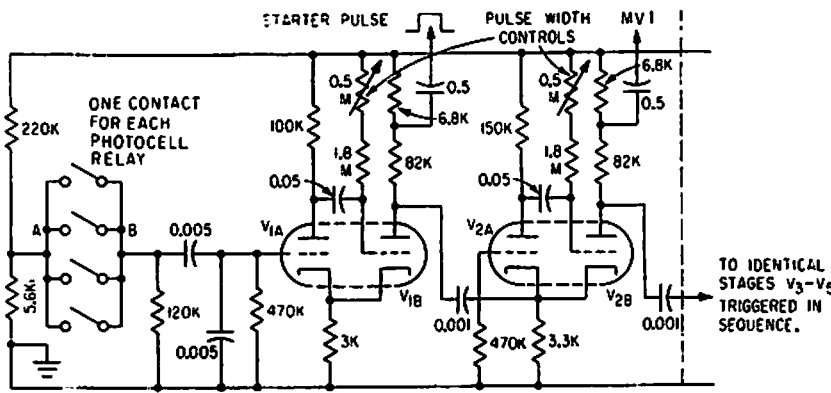 STARTER PULSE
PULSE WIDTH
CONTROLS
MV1
0.5
M
0.5
6.8K
0.5
M
6.8K
0.5
ONE CONTACT
FOR EACH
PHOTOCELL
RELAY
220K
100K
1.8
M
82K
150K
1.8
M
82K
0.05
0.05
A
B
0.005
V1A
V1B
V2A
V2B
5.6K
120K
0.005
470K
3K
0.001
470K
3.3K
0.001
TO IDENTICAL
STAGES V3-V5
TRIGGERED IN
SEQUENCE.